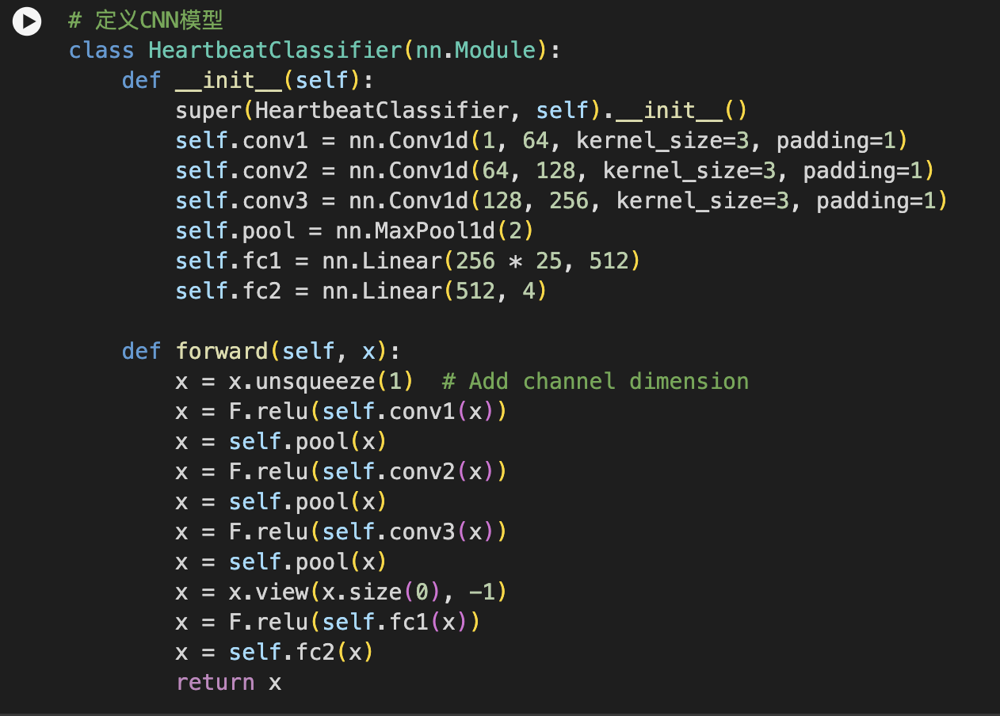 # 定义CNN模型
class HeartbeatClassifier(nn.Module):
    def __init__(self):
        super(HeartbeatClassifier, self).__init__()
        self.conv1 = nn.Conv1d(1, 64, kernel_size=3, padding=1)
        self.conv2 = nn.Conv1d(64, 128, kernel_size=3, padding=1)
        self.conv3 = nn.Conv1d(128, 256, kernel_size=3, padding=1)
        self.pool = nn.MaxPool1d(2)
        self.fc1 = nn.Linear(256 * 25, 512)
        self.fc2 = nn.Linear(512, 4)

    def forward(self, x):
        x = x.unsqueeze(1)  # Add channel dimension
        x = F.relu(self.conv1(x))
        x = self.pool(x)
        x = F.relu(self.conv2(x))
        x = self.pool(x)
        x = F.relu(self.conv3(x))
        x = self.pool(x)
        x = x.view(x.size(0), -1)
        x = F.relu(self.fc1(x))
        x = self.fc2(x)
        return x